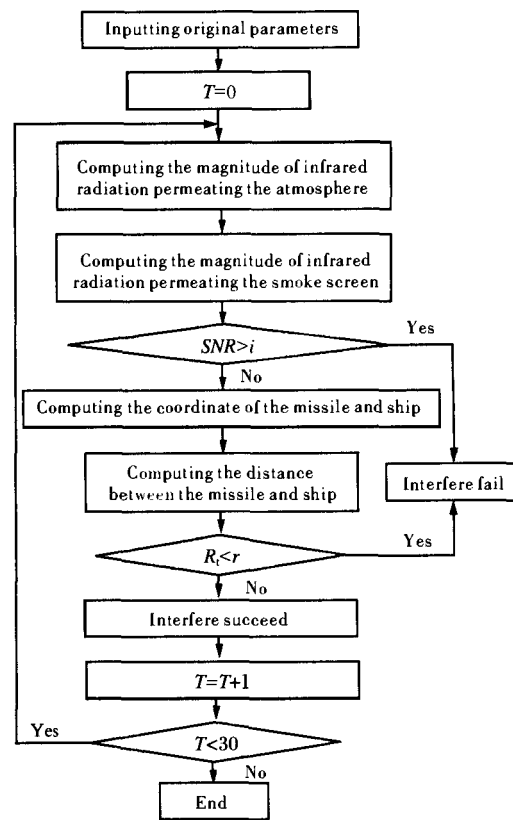 Inputting original parameters
T=0
Computing the magnitude of infrared
radiation permeating the atmosphere
Computing the magnitude of infrared
radiation permeating the smoke screen
Yes
SNR>i
No
Computing the coordinate of the missile and ship
Computing the distance
between the missile and ship
Interfere fail
Yes
Rt<r
No
Interfere succeed
T=T+1
Yes
T<30
No
End